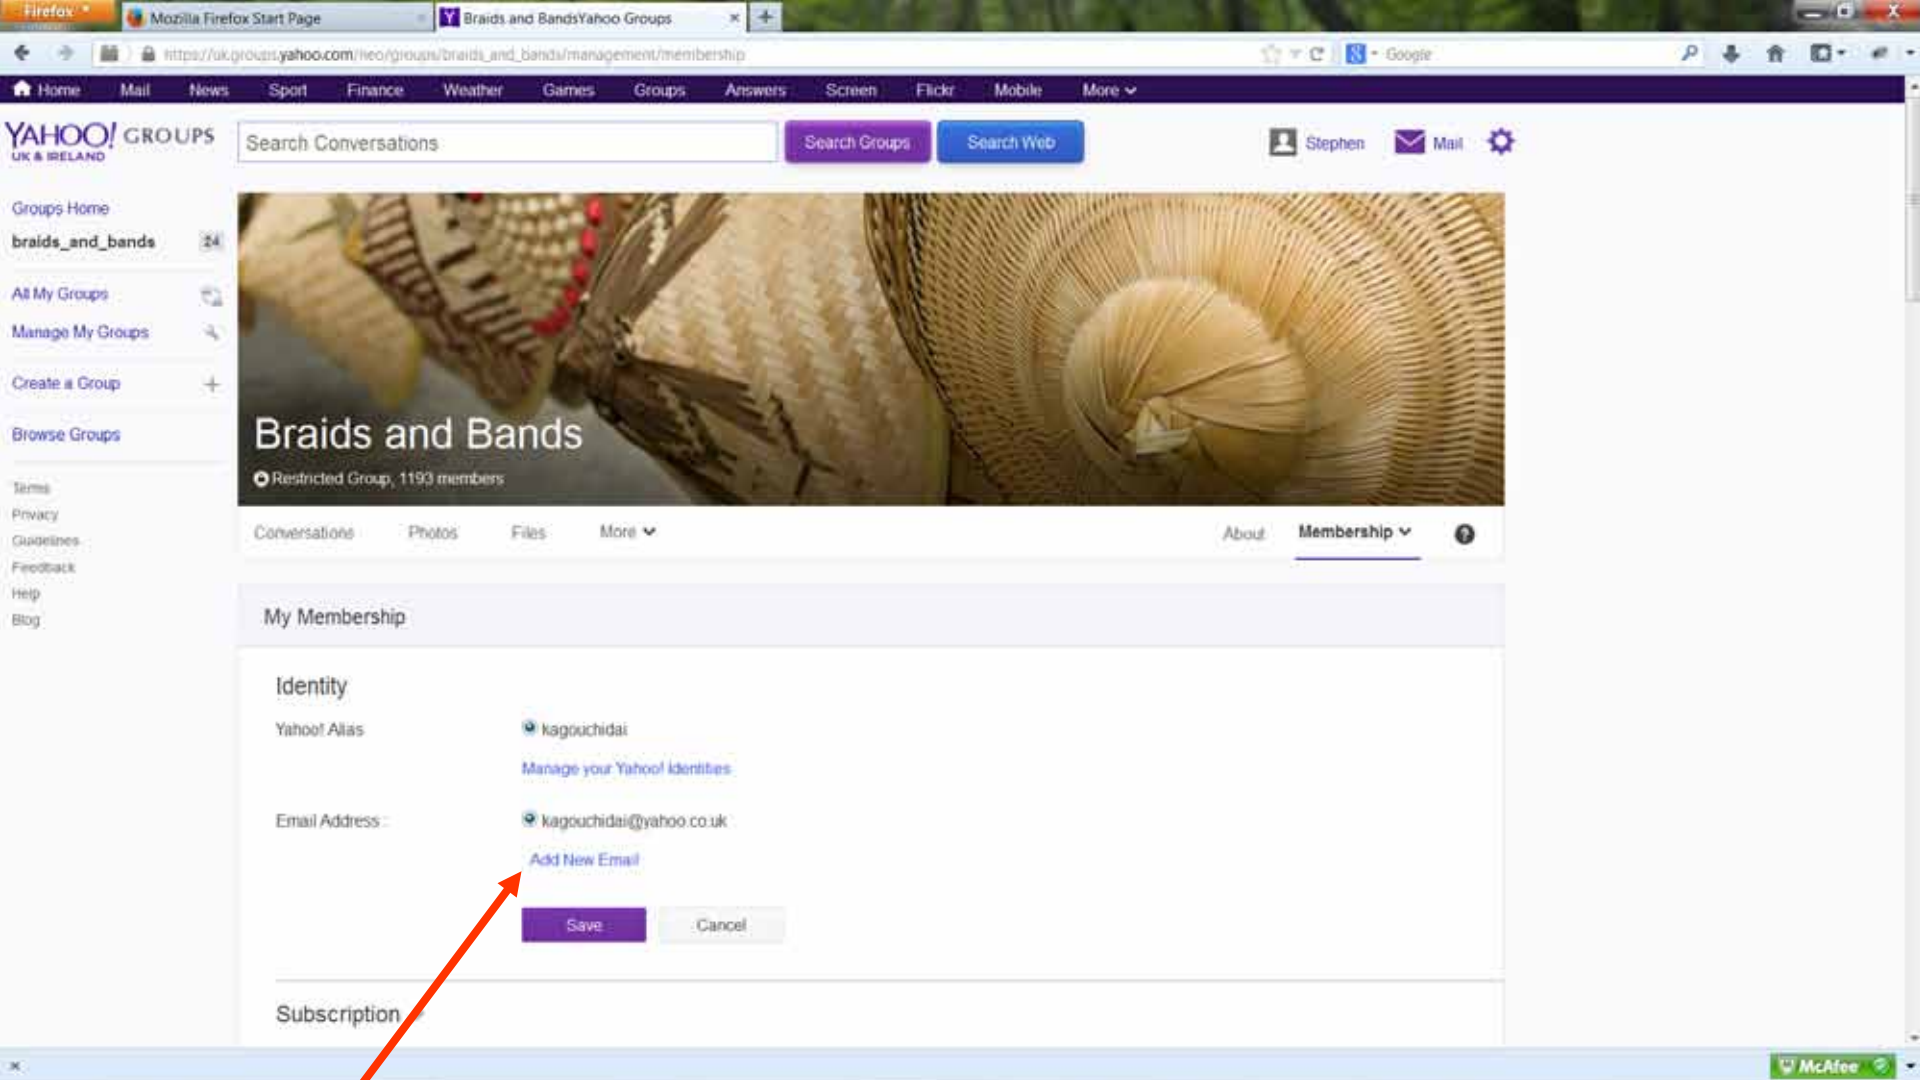 Firefox
Mozilla Firefox Start Page
Braids and BandsYahoo Groups
https://uk.groups.yahoo.com/neo/groups/braids_and_bands/management/membership
Google
Home Mail News Sport Finance Weather Games Groups Answers Screen Flickr Mobile More
YAHOO! GROUPS
UK & IRELAND
Search Conversations
Search Groups
Search Web
Stephen
Mail
Groups Home
braids_and_bands 24
All My Groups
Manage My Groups
Create a Group
Browse Groups
Terms
Privacy
Guidelines
Feedback
Help
Blog
Braids and Bands
Restricted Group, 1193 members
Conversations Photos Files More About Membership ?
My Membership
Identity
Yahoo! Alias kagouchidai
Manage your Yahoo! Identities
Email Address : kagouchidai@yahoo.co.uk
Add New Email
Save Cancel
Subscription
McAfee